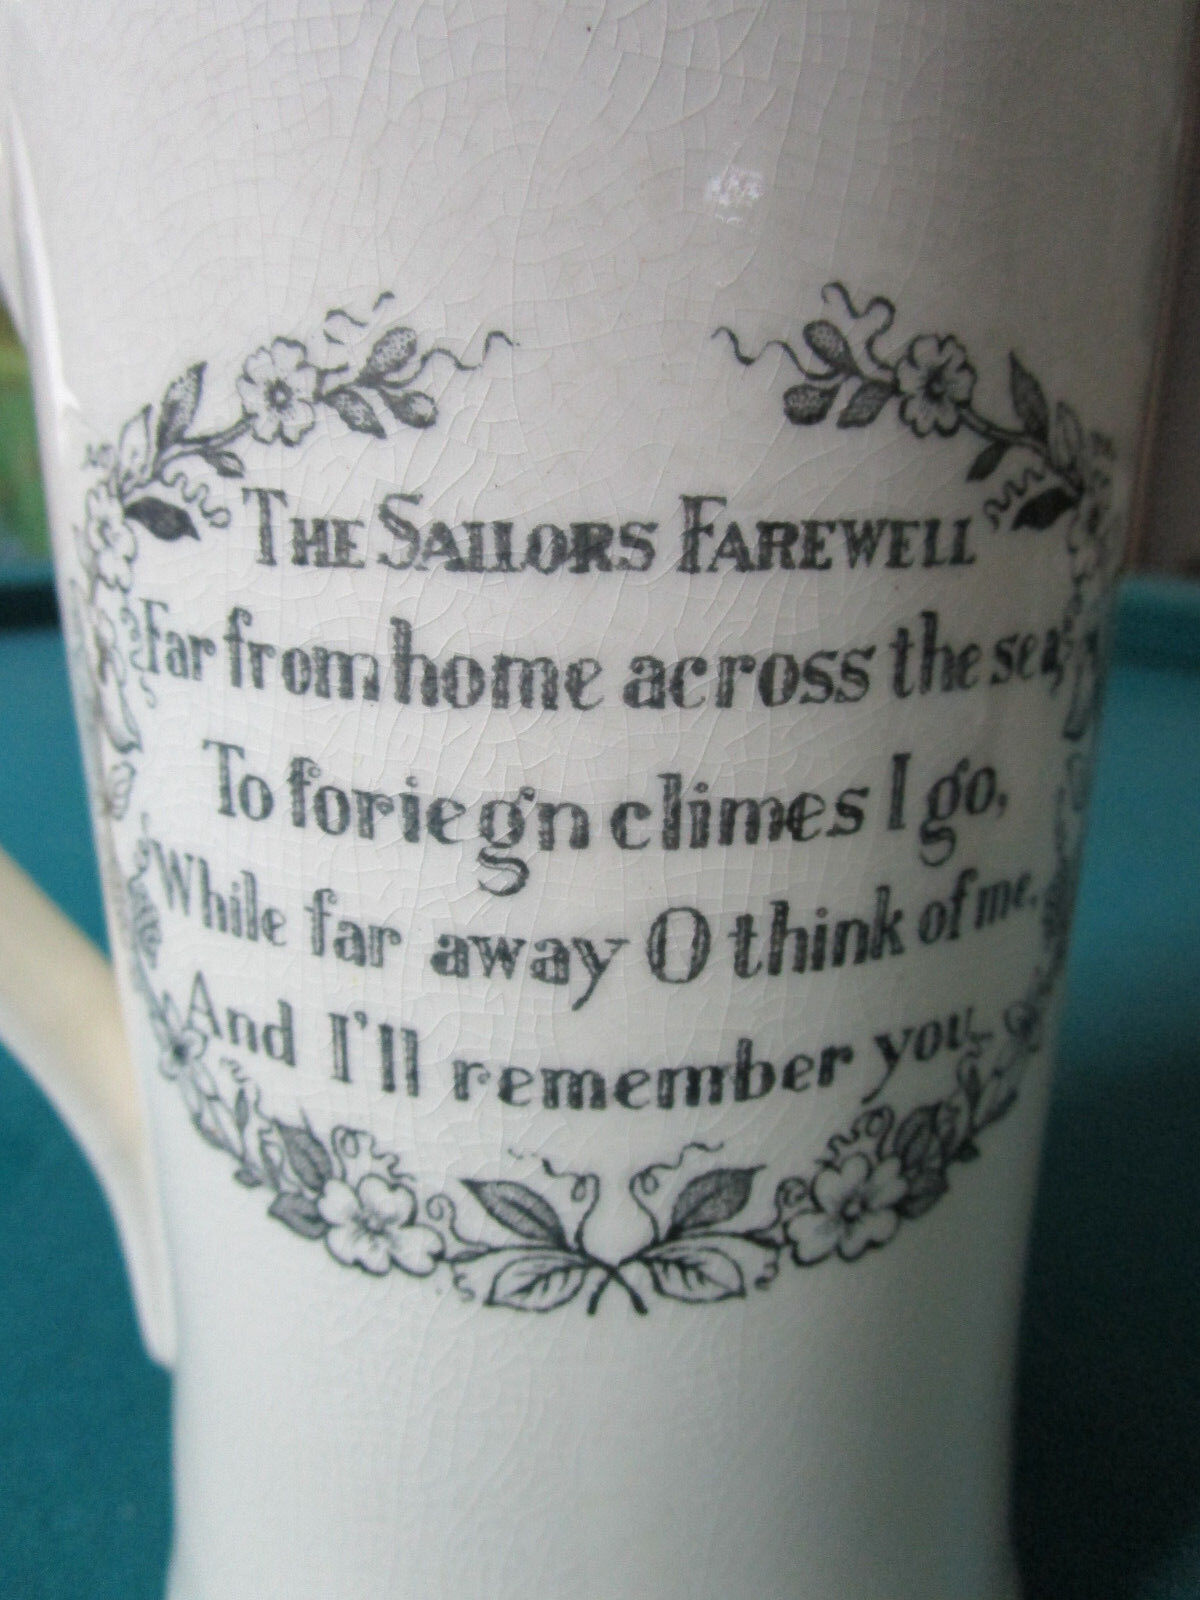 THE SAILORS FAREWELL
Far from home across the sea,
To foriegn climes I go,
While far away O think of me.
And I'll remember you.